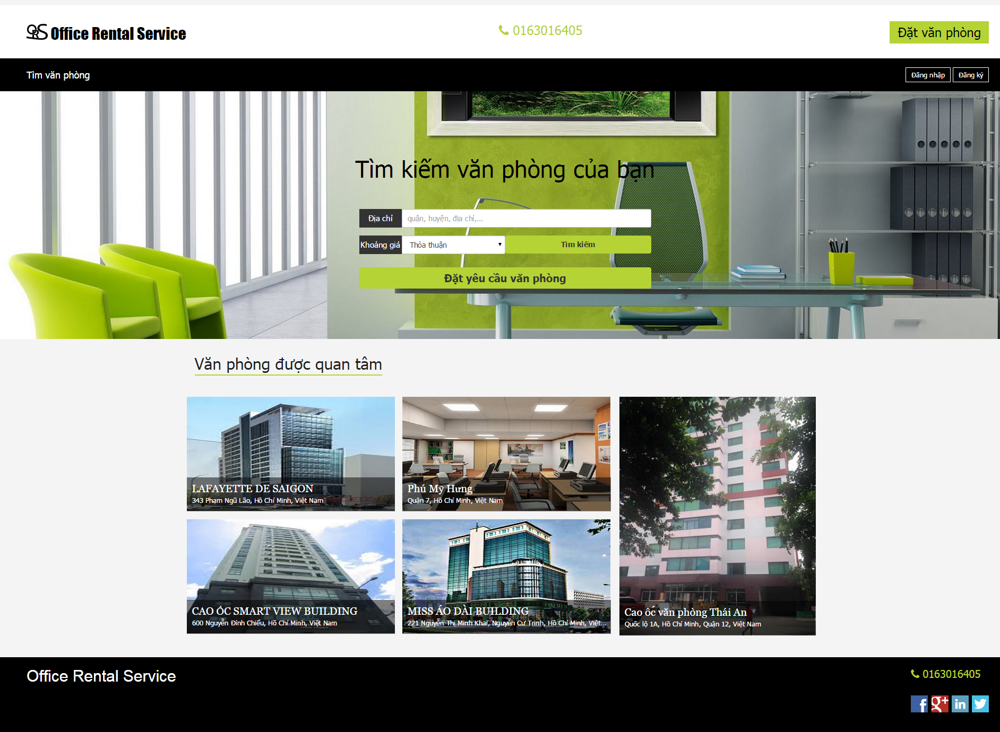 ORS Office Rental Service
0163016405
Đặt văn phòng
Tìm văn phòng
Đăng nhập
Đăng ký
Tìm kiếm văn phòng của bạn
Địa chỉ
quận, huyện, địa chỉ,...
Khoảng giá
Thỏa thuận
Tìm kiếm
Đặt yêu cầu văn phòng
Văn phòng được quan tâm
LAFAYETTE DE SAIGON
343 Phạm Ngũ Lão, Hồ Chí Minh, Việt Nam
Phú Mỹ Hưng
Quận 7, Hồ Chí Minh, Việt Nam
CAO ỐC SMART VIEW BUILDING
600 Nguyễn Đình Chiểu, Hồ Chí Minh, Việt Nam
MISS ÁO DÀI BUILDING
221 Nguyễn Thị Minh Khai, Nguyễn Cư Trinh, Hồ Chí Minh, Việt...
Cao ốc văn phòng Thái An
Quốc lộ 1A, Hồ Chí Minh, Quận 12, Việt Nam
Office Rental Service
0163016405